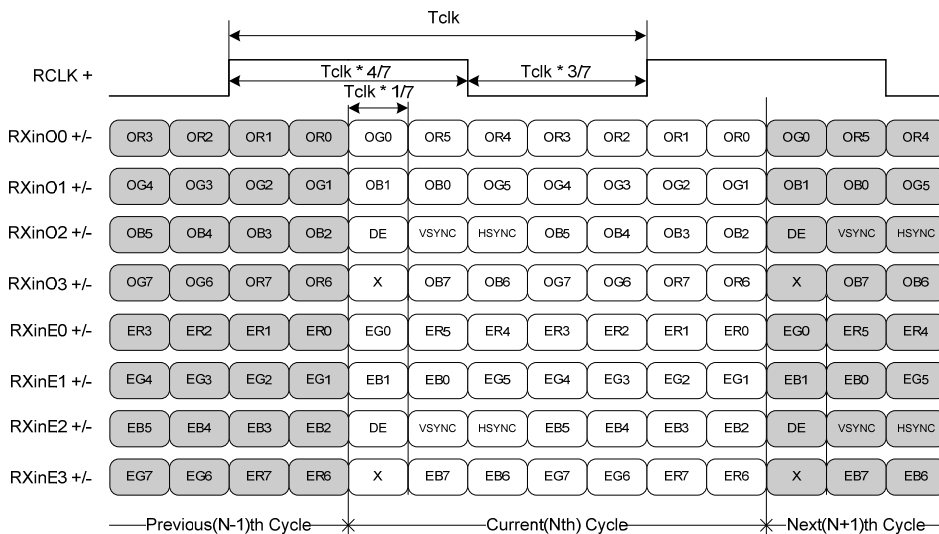 Tclk
RCLK +
Tclk * 4/7 Tclk * 3/7
Tclk * 1/7
RXinO0 +/- OR3 OR2 OR1 OR0 OG0 OR5 OR4 OR3 OR2 OR1 OR0 OG0 OR5 OR4
RXinO1 +/- OG4 OG3 OG2 OG1 OB1 OB0 OG5 OG4 OG3 OG2 OG1 OB1 OB0 OG5
RXinO2 +/- OB5 OB4 OB3 OB2 DE VSYNC HSYNC OB5 OB4 OB3 OB2 DE VSYNC HSYNC
RXinO3 +/- OG7 OG6 OR7 OR6 X OB7 OB6 OG7 OG6 OR7 OR6 X OB7 OB6
RXinE0 +/- ER3 ER2 ER1 ER0 EG0 ER5 ER4 ER3 ER2 ER1 ER0 EG0 ER5 ER4
RXinE1 +/- EG4 EG3 EG2 EG1 EB1 EB0 EG5 EG4 EG3 EG2 EG1 EB1 EB0 EG5
RXinE2 +/- EB5 EB4 EB3 EB2 DE VSYNC HSYNC EB5 EB4 EB3 EB2 DE VSYNC HSYNC
RXinE3 +/- EG7 EG6 ER7 ER6 X EB7 EB6 EG7 EG6 ER7 ER6 X EB7 EB6
Previous(N-1)th Cycle Current(Nth) Cycle Next(N+1)th Cycle